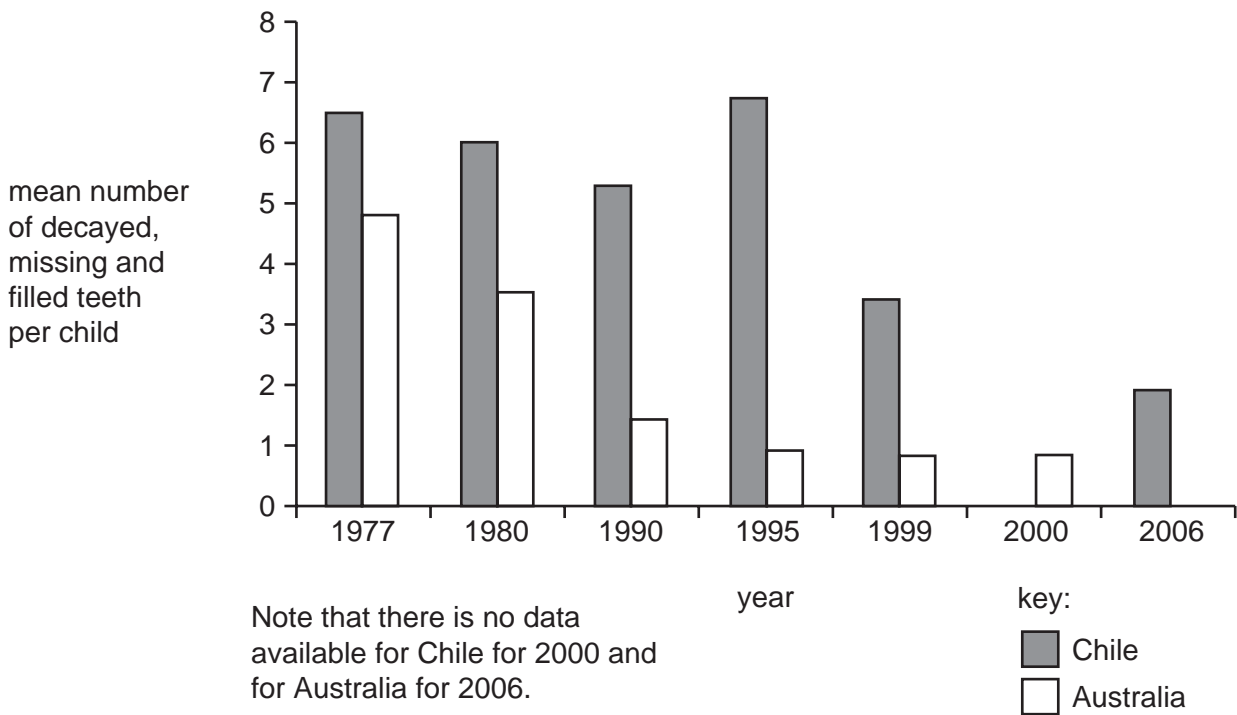 8
7
6
5
4
3
2
1
0
mean number
of decayed,
missing and
filled teeth
per child
1977 1980 1990 1995 1999 2000 2006
year
Note that there is no data
available for Chile for 2000 and
for Australia for 2006.
key:
Chile
Australia